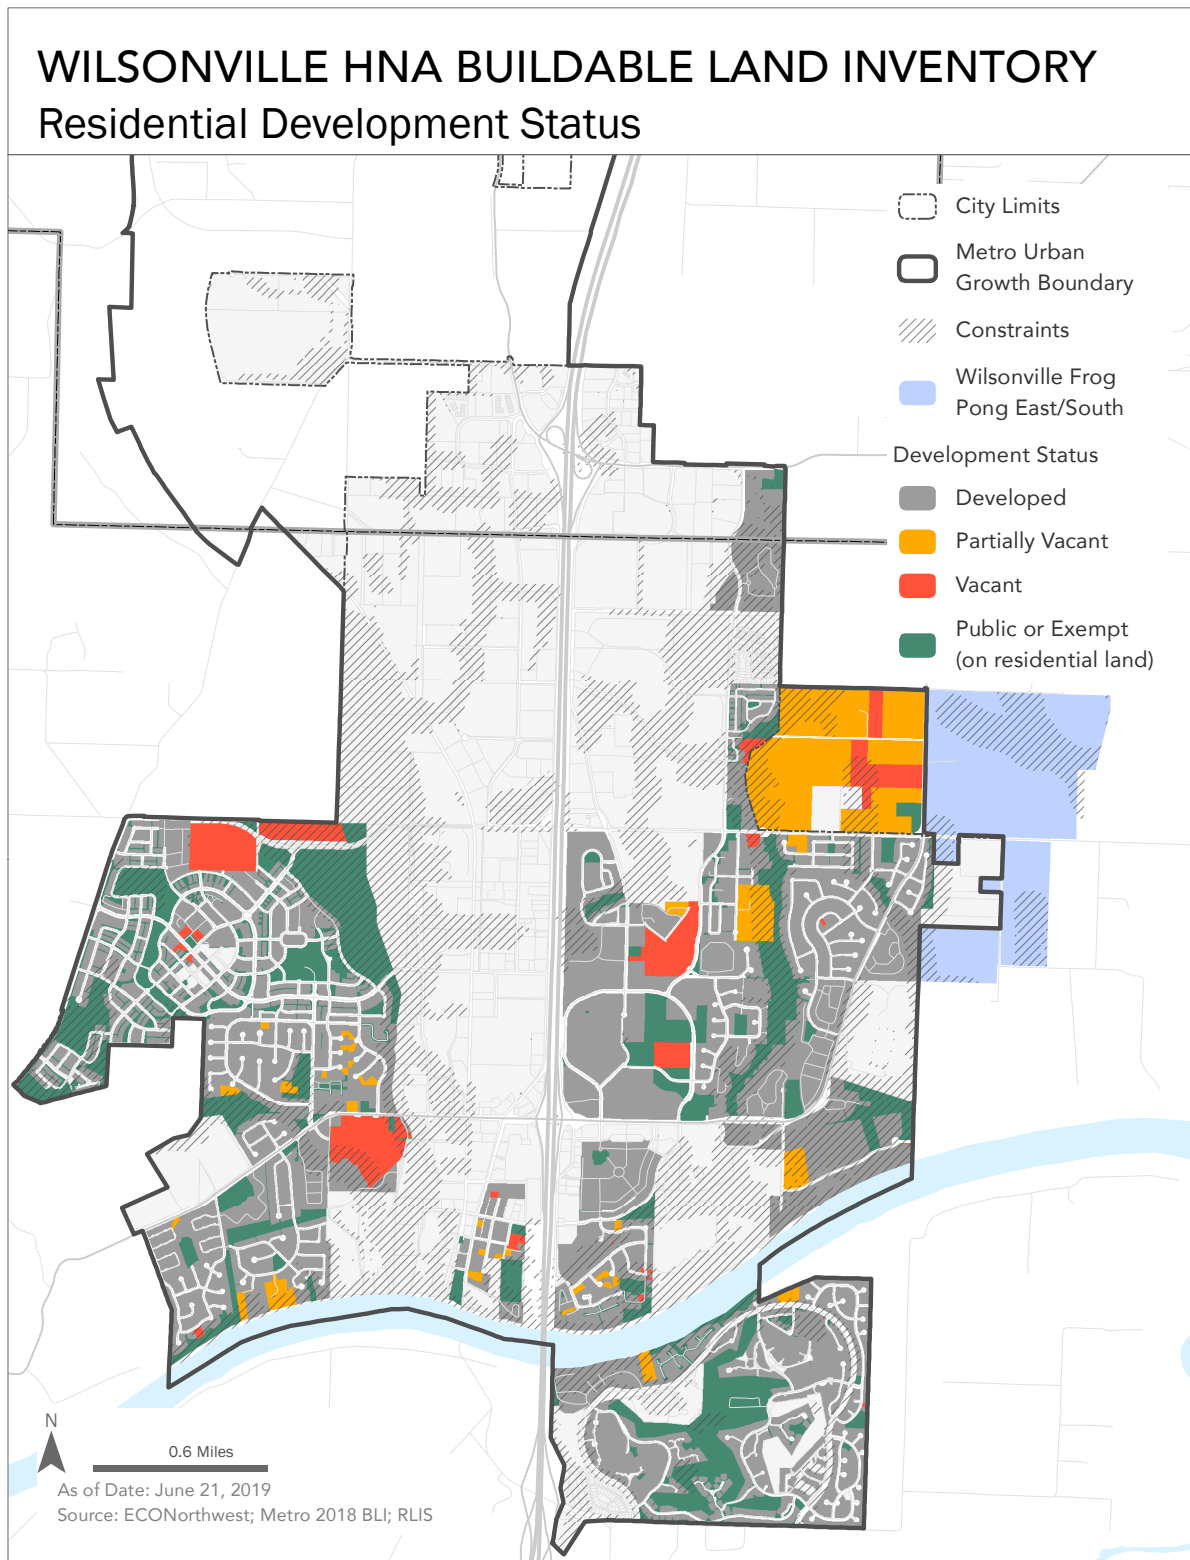 WILSONVILLE HNA BUILDABLE LAND INVENTORY
Residential Development Status
City Limits
Metro Urban
Growth Boundary
Constraints
Wilsonville Frog
Pong East/South
Development Status
Developed
Partially Vacant
Vacant
Public or Exempt
(on residential land)
N
0.6 Miles
As of Date: June 21, 2019
Source: ECONorthwest; Metro 2018 BLI; RLIS